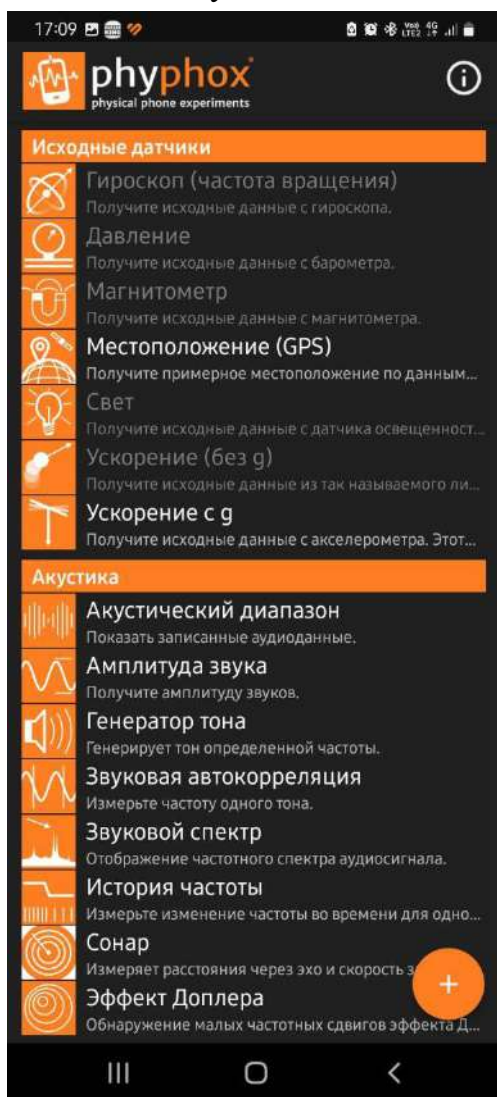 17:09
Vo) 4G
LTE2
phyphox
physical phone experiments
Исходные датчики
Гироскоп (частота вращения)
Получите исходные данные с гироскопа.
Давление
Получите исходные данные с барометра.
Магнитометр
Получите исходные данные с магнитометра.
Местоположение (GPS)
Получите примерное местоположение по данным...
Свет
Получите исходные данные с датчика освещенност...
Ускорение (без g)
Получите исходные данные из так называемого ли...
Ускорение с g
Получите исходные данные с акселерометра. Этот...
Акустика
Акустический диапазон
Показать записанные аудиоданные.
Амплитуда звука
Получите амплитуду звуков.
Генератор тона
Генерирует тон определенной частоты.
Звуковая автокорреляция
Измерьте частоту одного тона.
Звуковой спектр
Отображение частотного спектра аудиосигнала.
История частоты
Измерьте изменение частоты во времени для одно...
Сонар
Измеряет расстояния через эхо и скорость з
Эффект Доплера
Обнаружение малых частотных сдвигов эффекта Д...